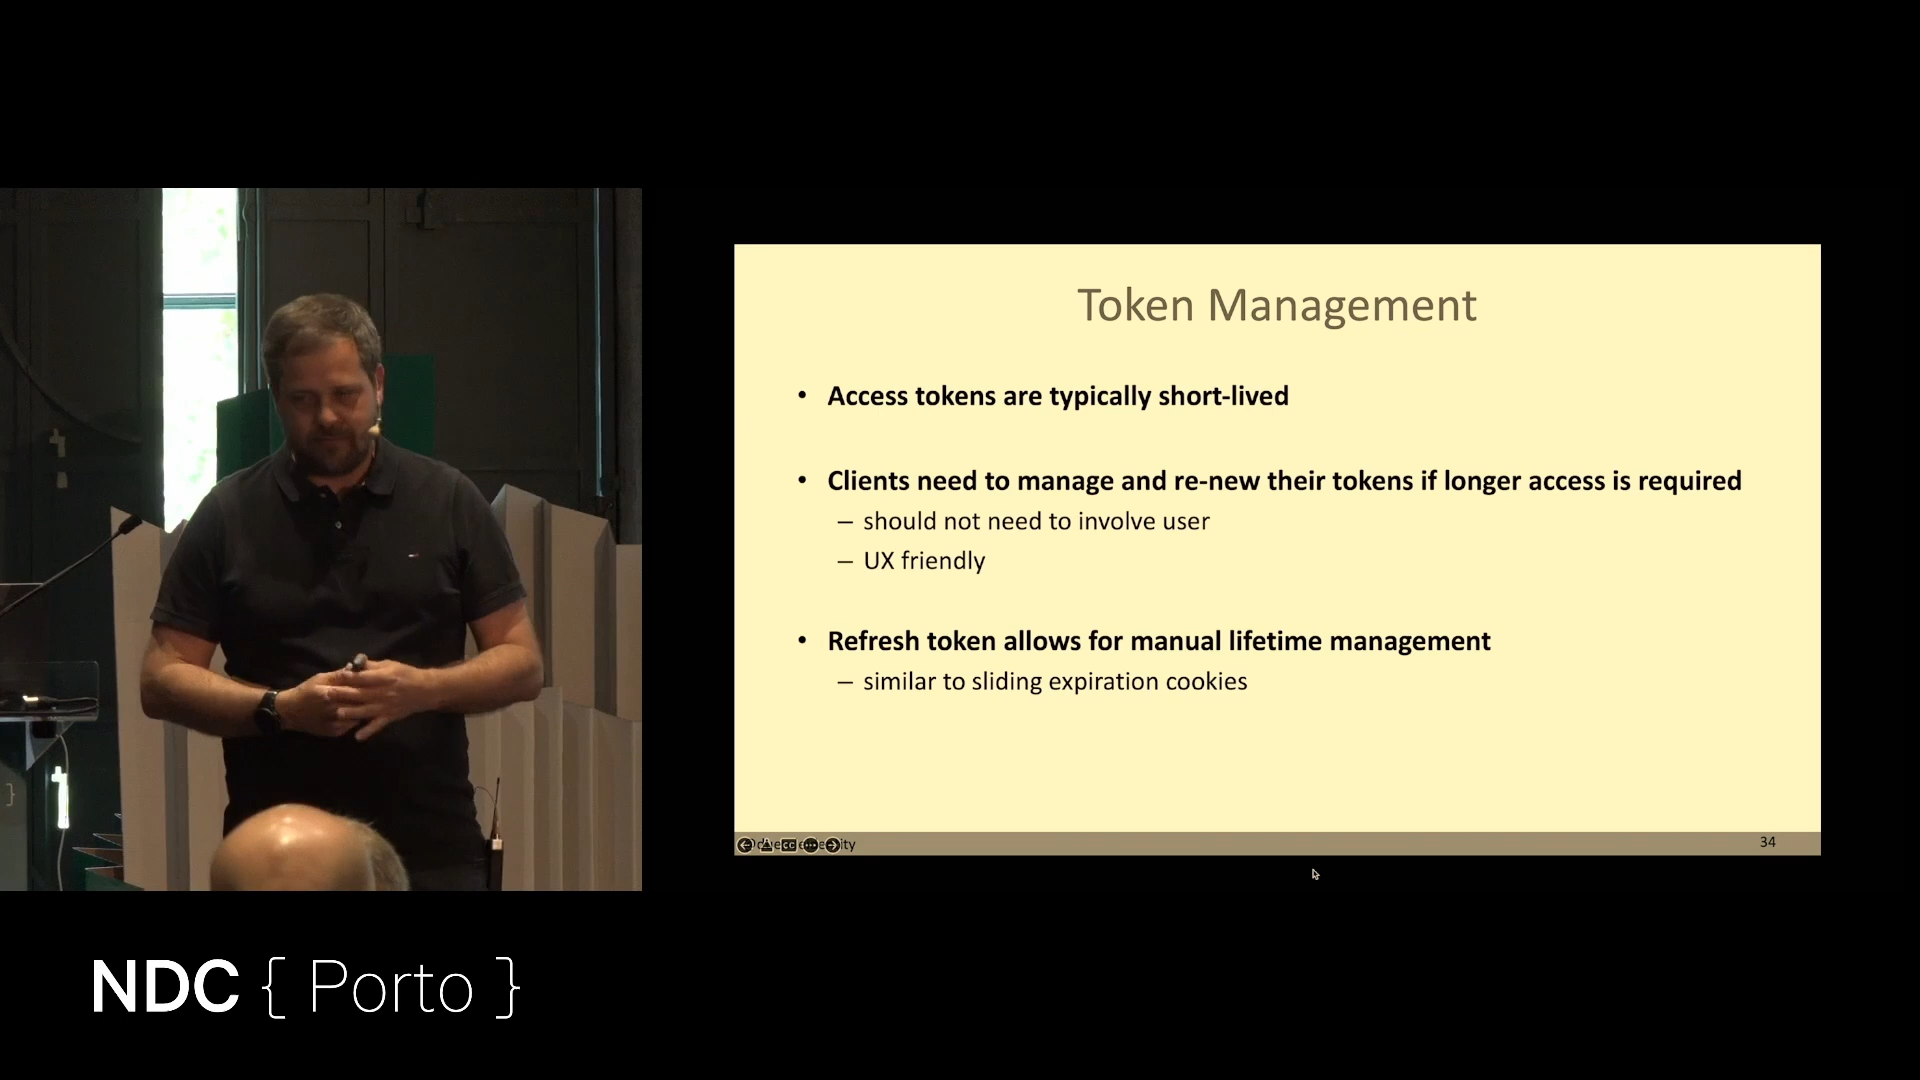 Token Management
• Access tokens are typically short-lived
• Clients need to manage and re-new their tokens if longer access is required
– should not need to involve user
– UX friendly
• Refresh token allows for manual lifetime management
– similar to sliding expiration cookies
34
NDC { Porto }